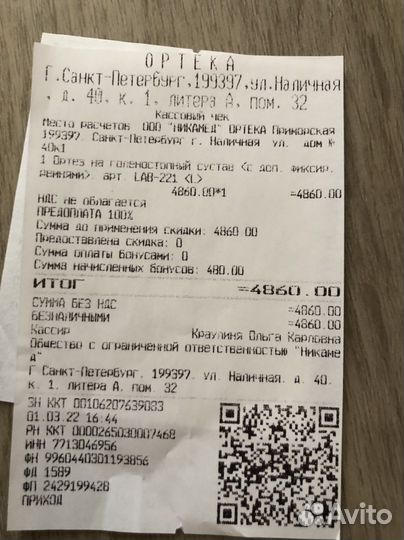 ОРТЕКА
Г.Санкт-Петербург,199397,ул.Наличная
, д. 40, к. 1, литера А, пом. 32
Кассовый чек
Место расчетов ООО "НИКАМЕД" ОРТЕКА Приморская
199397 Санкт-Петербург г. Наличная ул. дом №
40к1
1 Ортез на голеностопный сустав <с доп. фиксир.
ремнями>. арт. LAB-221 <L>
4860.00*1 =4860.00
НДС не облагается
ПРЕДОПЛАТА 100%
Сумма до применения скидки: 4860 00
Предоставлена скидка: 0
Сумма оплаты бонусами: 0
Сумма начисленных бонусов: 480.00
ИТОГ =4860.00
СУММА БЕЗ НДС =4860.00
БЕЗНАЛИЧНЫМИ =4860.00
Кассир Краулиня Ольга Карловна
Общество с ограниченной ответственностью "Никаме
д"
Г Санкт-Петербург. 199397. ул. Наличная. д. 40.
к. 1. литера А. пом. 32
ЗН ККТ 00106207639083
01.03.22 16:44
РН ККТ 0000265030007468
ИНН 7713046956
ФН 9960440301193856
ФД 1589
ФП 2429199428
ПРИХОД
Avito